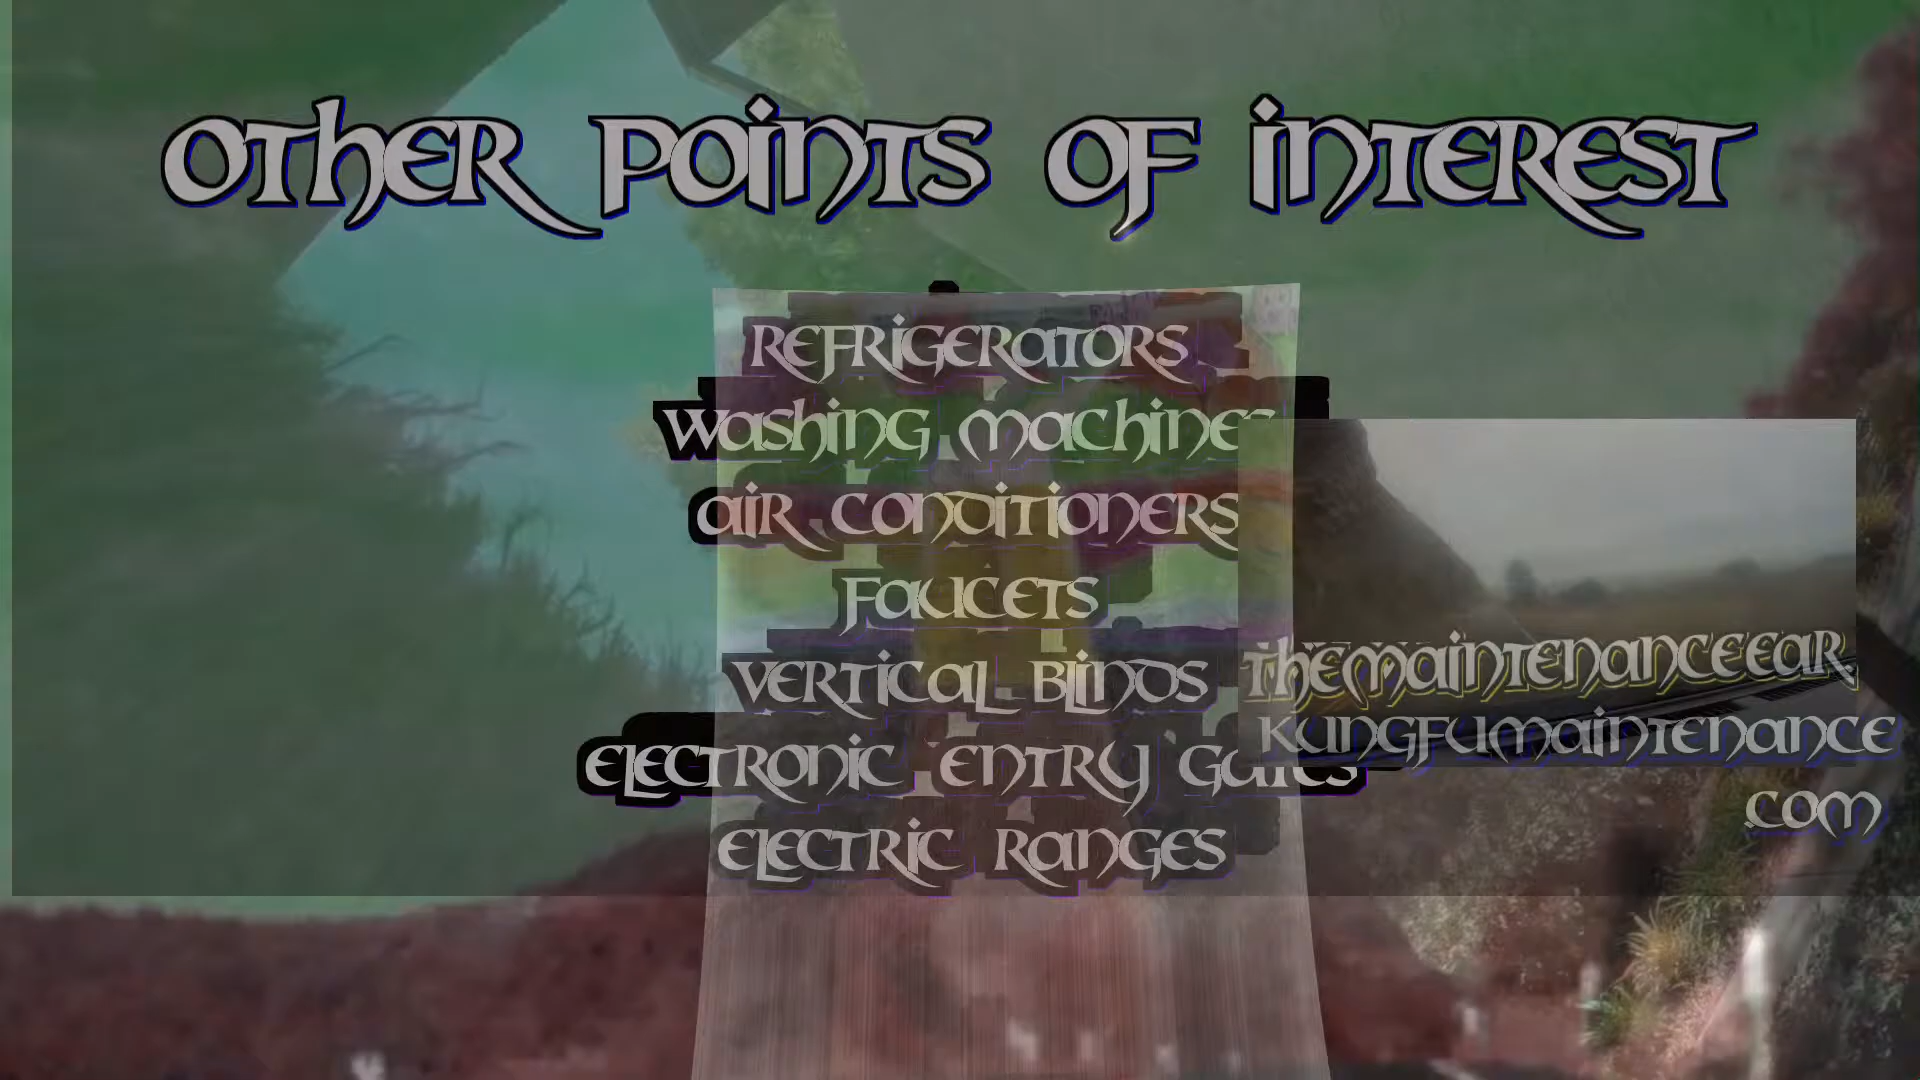 OTHER POINTS OF INTEREST
REFRIGERATORS
WASHING MACHINES
AIR CONDITIONERS
FAUCETS
VERTICAL BLINDS
ELECTRONIC ENTRY GATES
ELECTRIC RANGES
THEMAINTENANCEEAR.
KUNGFUMAINTENANCE
.COM